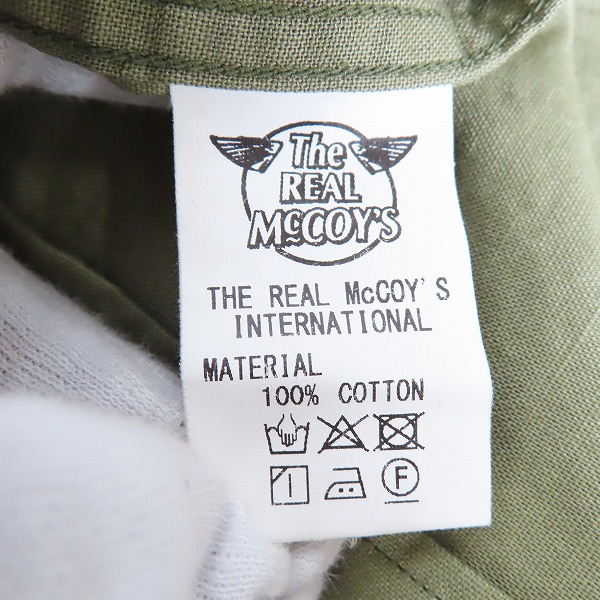 The
REAL
McCOY'S
THE REAL McCOY'S
INTERNATIONAL
MATERIAL
100% COTTON
F